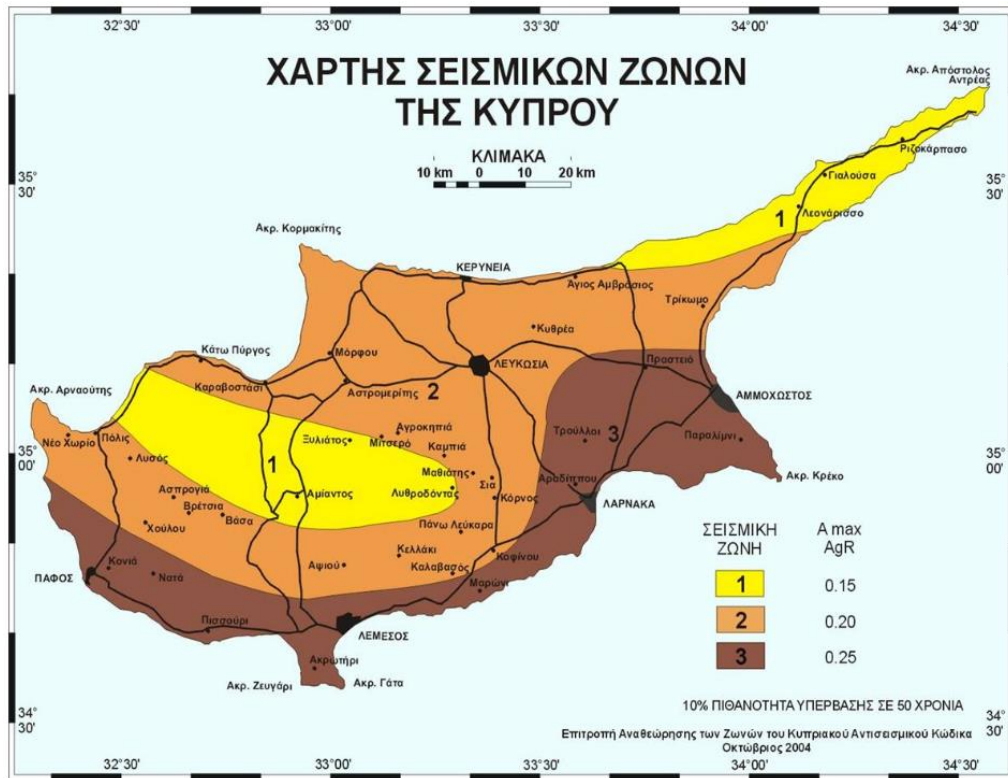 32°30'
33°00'
33°30'
34°00'
34°30'
ΧΑΡΤΗΣ ΣΕΙΣΜΙΚΩΝ ΖΩΝΩΝ
ΤΗΣ ΚΥΠΡΟΥ
Ακρ. Απόστολος
Αντρέας
ΚΛΙΜΑΚΑ
10 km 0 10 20 km
Ριζοκάρπασο
35°
30'
35°
30'
Γιαλούσα
Λεονάρισσο
1
Ακρ. Κορμακίτης
ΚΕΡΥΝΕΙΑ
Άγιος Αμβρόσιος
Τρίκωμο
Κυθρέα
Κάτω Πύργος
Μόρφου
ΛΕΥΚΩΣΙΑ
Πραστειό
Καραβοστάσι
Αστρομερίτης
2
Ακρ. Αρναούτης
ΑΜΜΟΧΩΣΤΟΣ
Αγροκηπιά
Νέο Χωρίο
Πόλις
Ξυλιάτος
Μιτσερό
Τρούλλοι
3
Παραλίμνι
35°
00'
35°
00'
Λυσός
1
Καμπιά
Μαθιάτης
Σια
Αραδίππου
Ακρ. Κρέκο
Ασπρογιά
Αμίαντος
Λυθροδόντας
Κόρνος
ΛΑΡΝΑΚΑ
Βρέτσια
Χούλου
Βάσα
Πάνω Λεύκαρα
Κελλάκι
Κοφίνου
Κονιά
Αψιού
Καλαβασός
ΠΑΦΟΣ
Νατά
Μαρώνι
Πισσούρι
ΛΕΜΕΣΟΣ
Ακρωτήρι
Ακρ. Ζευγάρι
Ακρ. Γάτα
ΣΕΙΣΜΙΚΗ
ΖΩΝΗ
A max
AgR
1 0.15
2 0.20
3 0.25
10% ΠΙΘΑΝΟΤΗΤΑ ΥΠΕΡΒΑΣΗΣ ΣΕ 50 ΧΡΟΝΙΑ
34°
30'
34°
30'
Επιτροπή Αναθεώρησης των Ζωνών του Κυπριακού Αντισεισμικού Κώδικα
Οκτώβριος 2004
32°30'
33°00'
33°30'
34°00'
34°30'